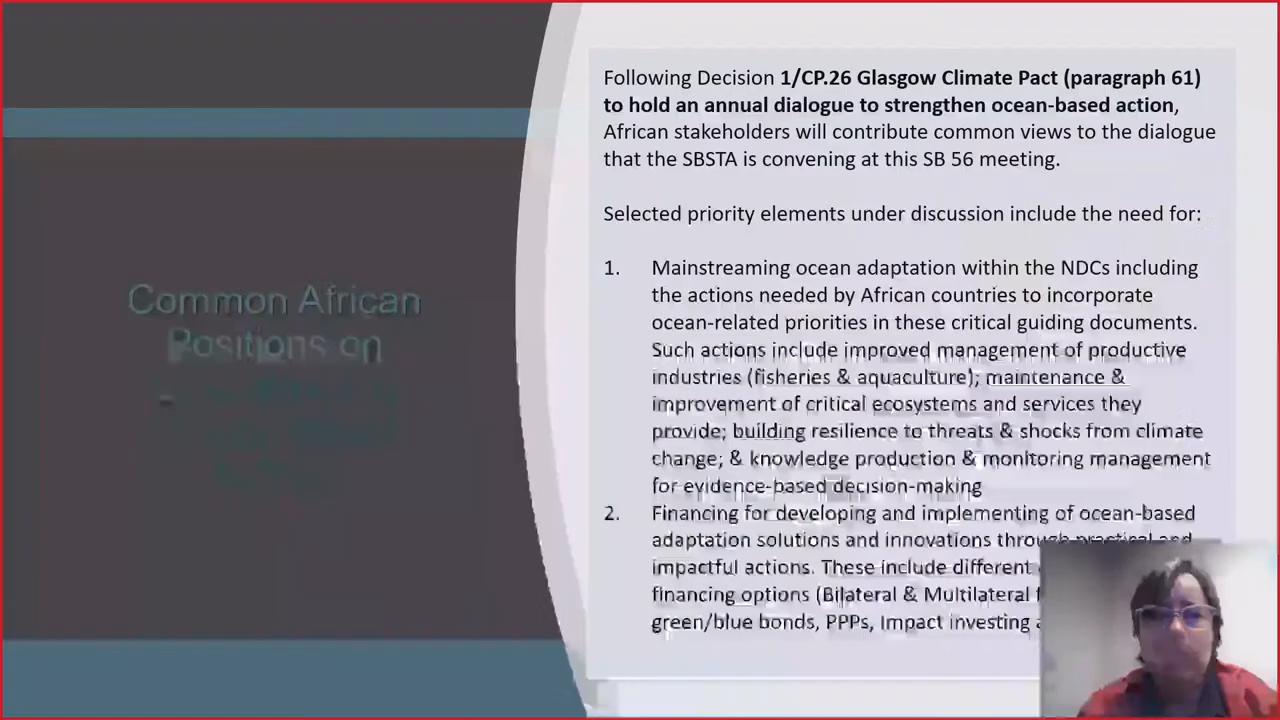 Common African
Positions on
Following Decision 1/CP.26 Glasgow Climate Pact (paragraph 61)
to hold an annual dialogue to strengthen ocean-based action,
African stakeholders will contribute common views to the dialogue
that the SBSTA is convening at this SB 56 meeting.
Selected priority elements under discussion include the need for:
1. Mainstreaming ocean adaptation within the NDCs including
the actions needed by African countries to incorporate
ocean-related priorities in these critical guiding documents.
Such actions include improved management of productive
industries (fisheries & aquaculture); maintenance &
improvement of critical ecosystems and services they
provide; building resilience to threats & shocks from climate
change; & knowledge production & monitoring management
for evidence-based decision-making
2. Financing for developing and implementing of ocean-based
adaptation solutions and innovations through practical and
impactful actions. These include different
financing options (Bilateral & Multilateral
green/blue bonds, PPPs, Impact investing